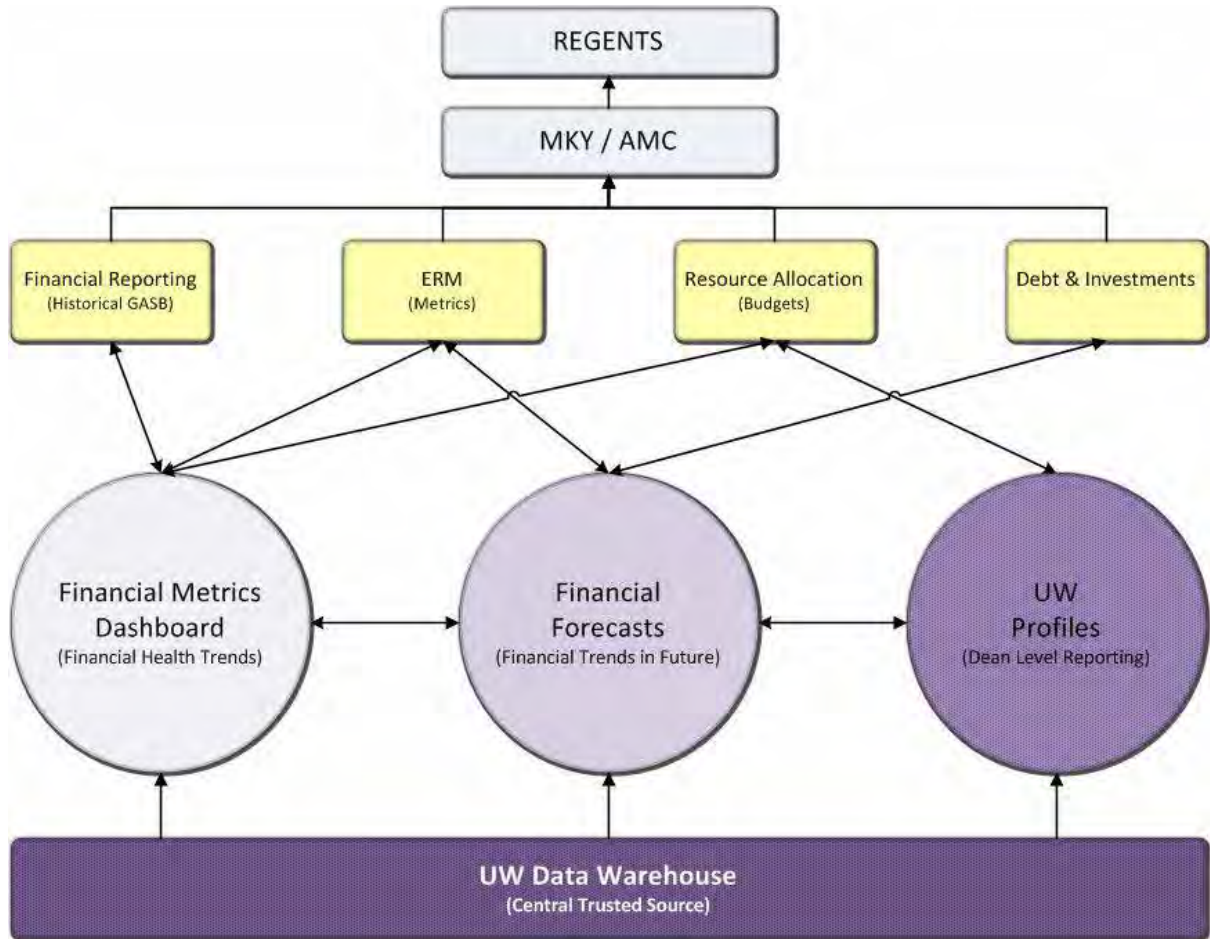 REGENTS
MKY / AMC
Financial Reporting
(Historical GASB)
ERM
(Metrics)
Resource Allocation
(Budgets)
Debt & Investments
Financial Metrics
Dashboard
(Financial Health Trends)
Financial
Forecasts
(Financial Trends in Future)
UW
Profiles
(Dean Level Reporting)
UW Data Warehouse
(Central Trusted Source)